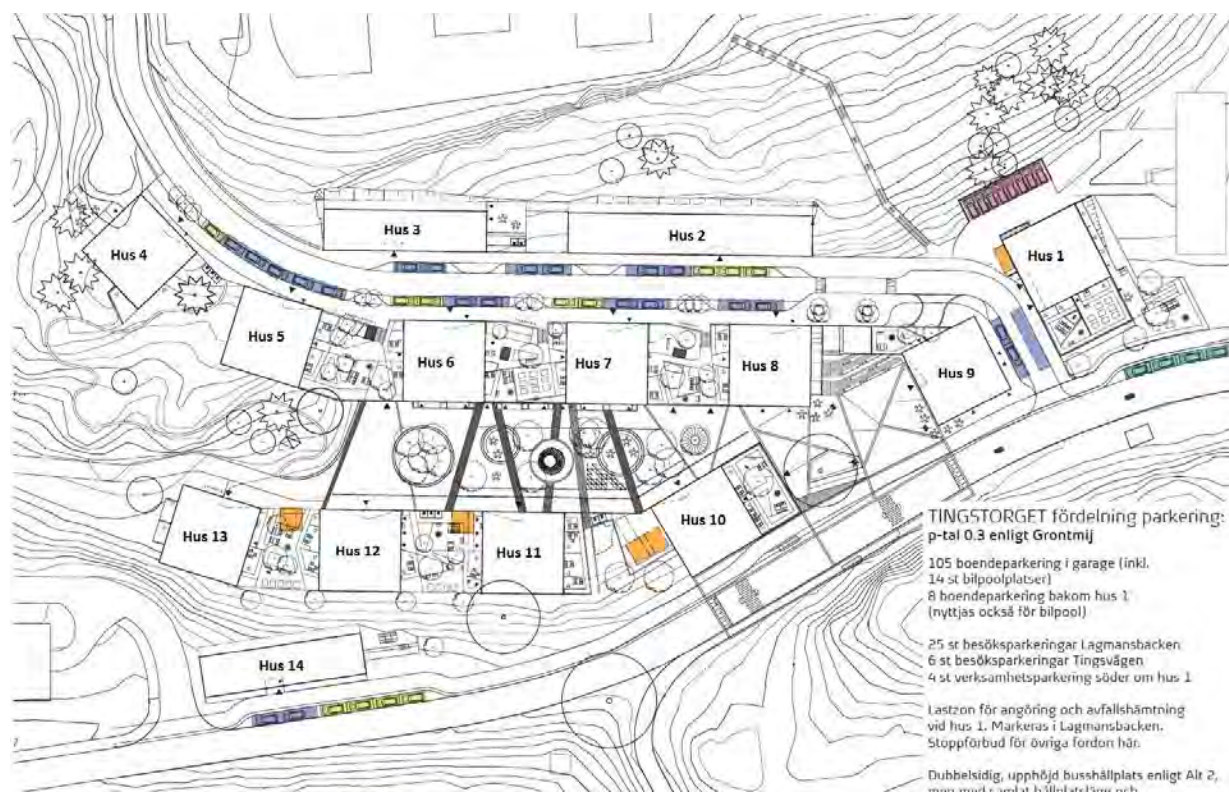 Hus 3
Hus 2
Hus 4
Hus 1
Hus 5
Hus 6
Hus 7
Hus 8
Hus 9
Hus 10
Hus 13
Hus 12
Hus 11
Hus 14
TINGSTORGET fördelning parkering:
p-tal 0.3 enligt Grontmij
105 boendeparkering i garage (inkl.
14 st bilpoolplatser)
8 boendeparkering bakom hus 1
(nyttjas också för bilpool)
25 st besöksparkeringar Lagmansbacken
6 st besöksparkeringar Tingsvägen
4 st verksamhetsparkering söder om hus 1
Lastzon för angöring och avfallshämtning
vid hus 1. Markeras i Lagmansbacken.
Stoppförbud för övriga fordon här.
Dubbelsidig, upphöjd busshållplats enligt Alt 2,